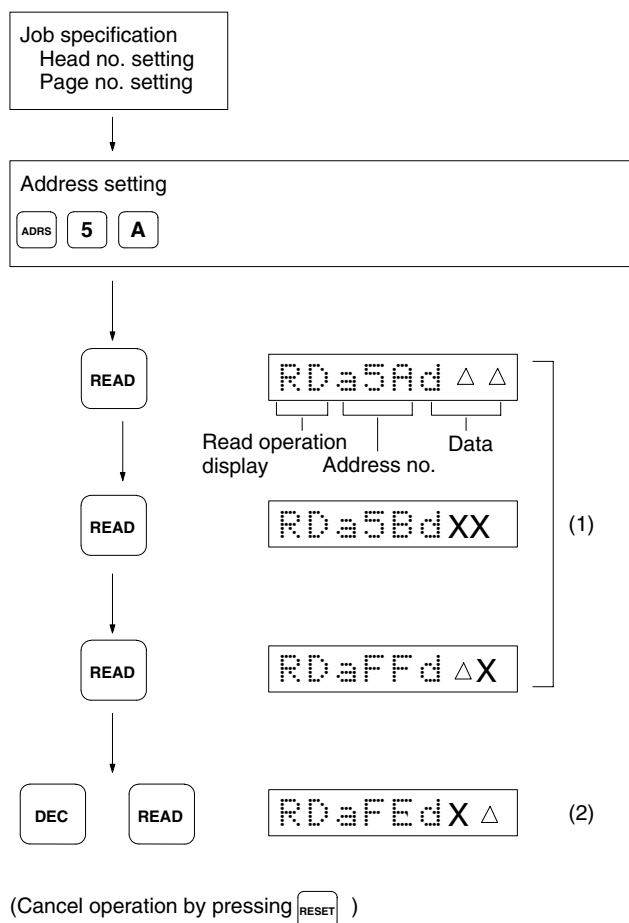 Job specification
Head no. setting
Page no. setting
Address setting
ADRS 5 A
READ RDa5Ad △ △
Read operation display Address no. Data
READ RDa5BdXX (1)
READ RDaFFd △X
DEC READ RDaFEdX △ (2)
(Cancel operation by pressing RESET )